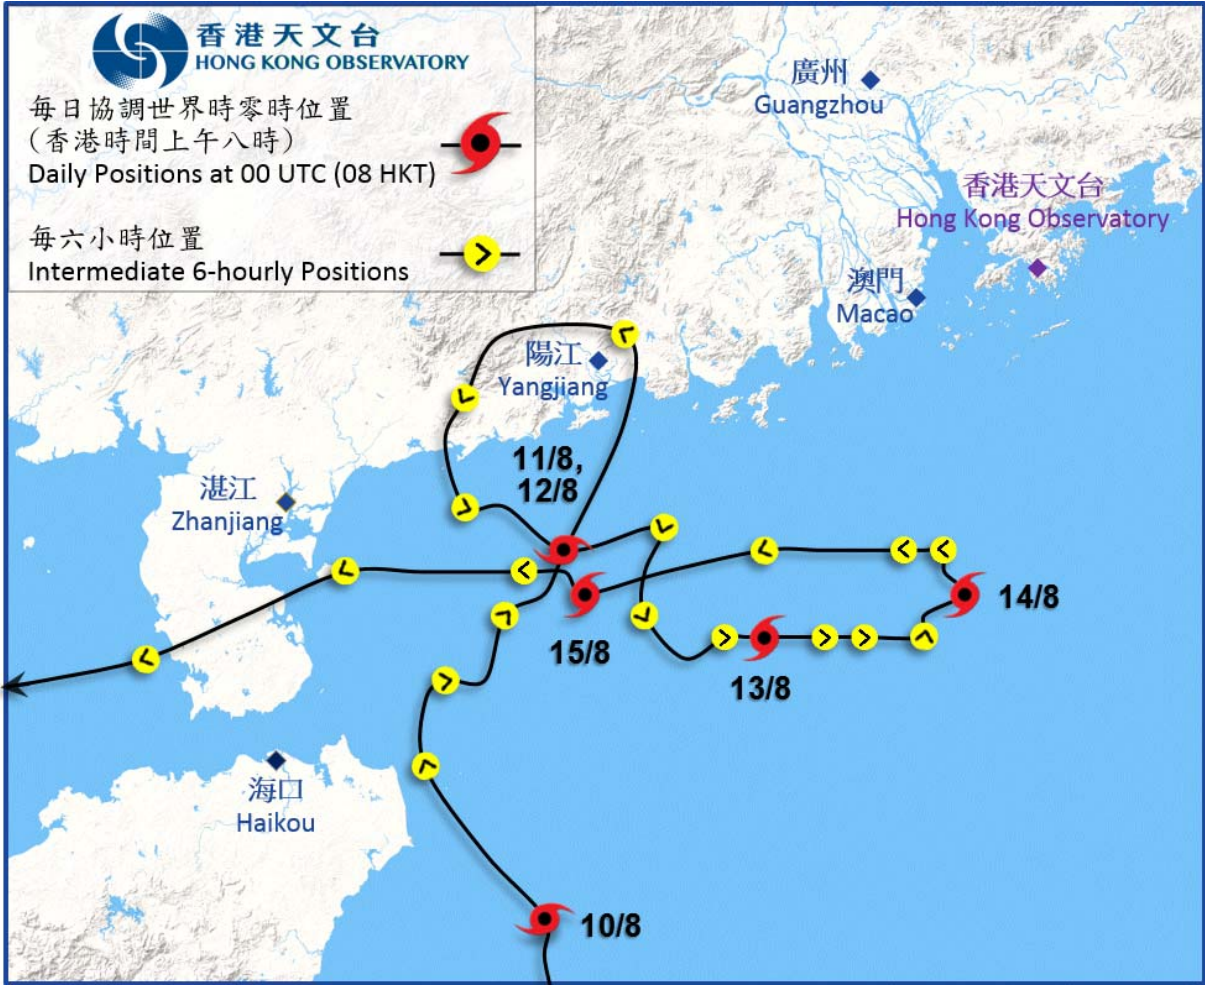 香港天文台
HONG KONG OBSERVATORY
每日協調世界時零時位置
(香港時間上午八時)
Daily Positions at 00 UTC (08 HKT)
每六小時位置
Intermediate 6-hourly Positions
廣州
Guangzhou
香港天文台
Hong Kong Observatory
澳門
Macao
陽江
Yangjiang
11/8,
12/8
湛江
Zhanjiang
14/8
15/8
13/8
海口
Haikou
10/8